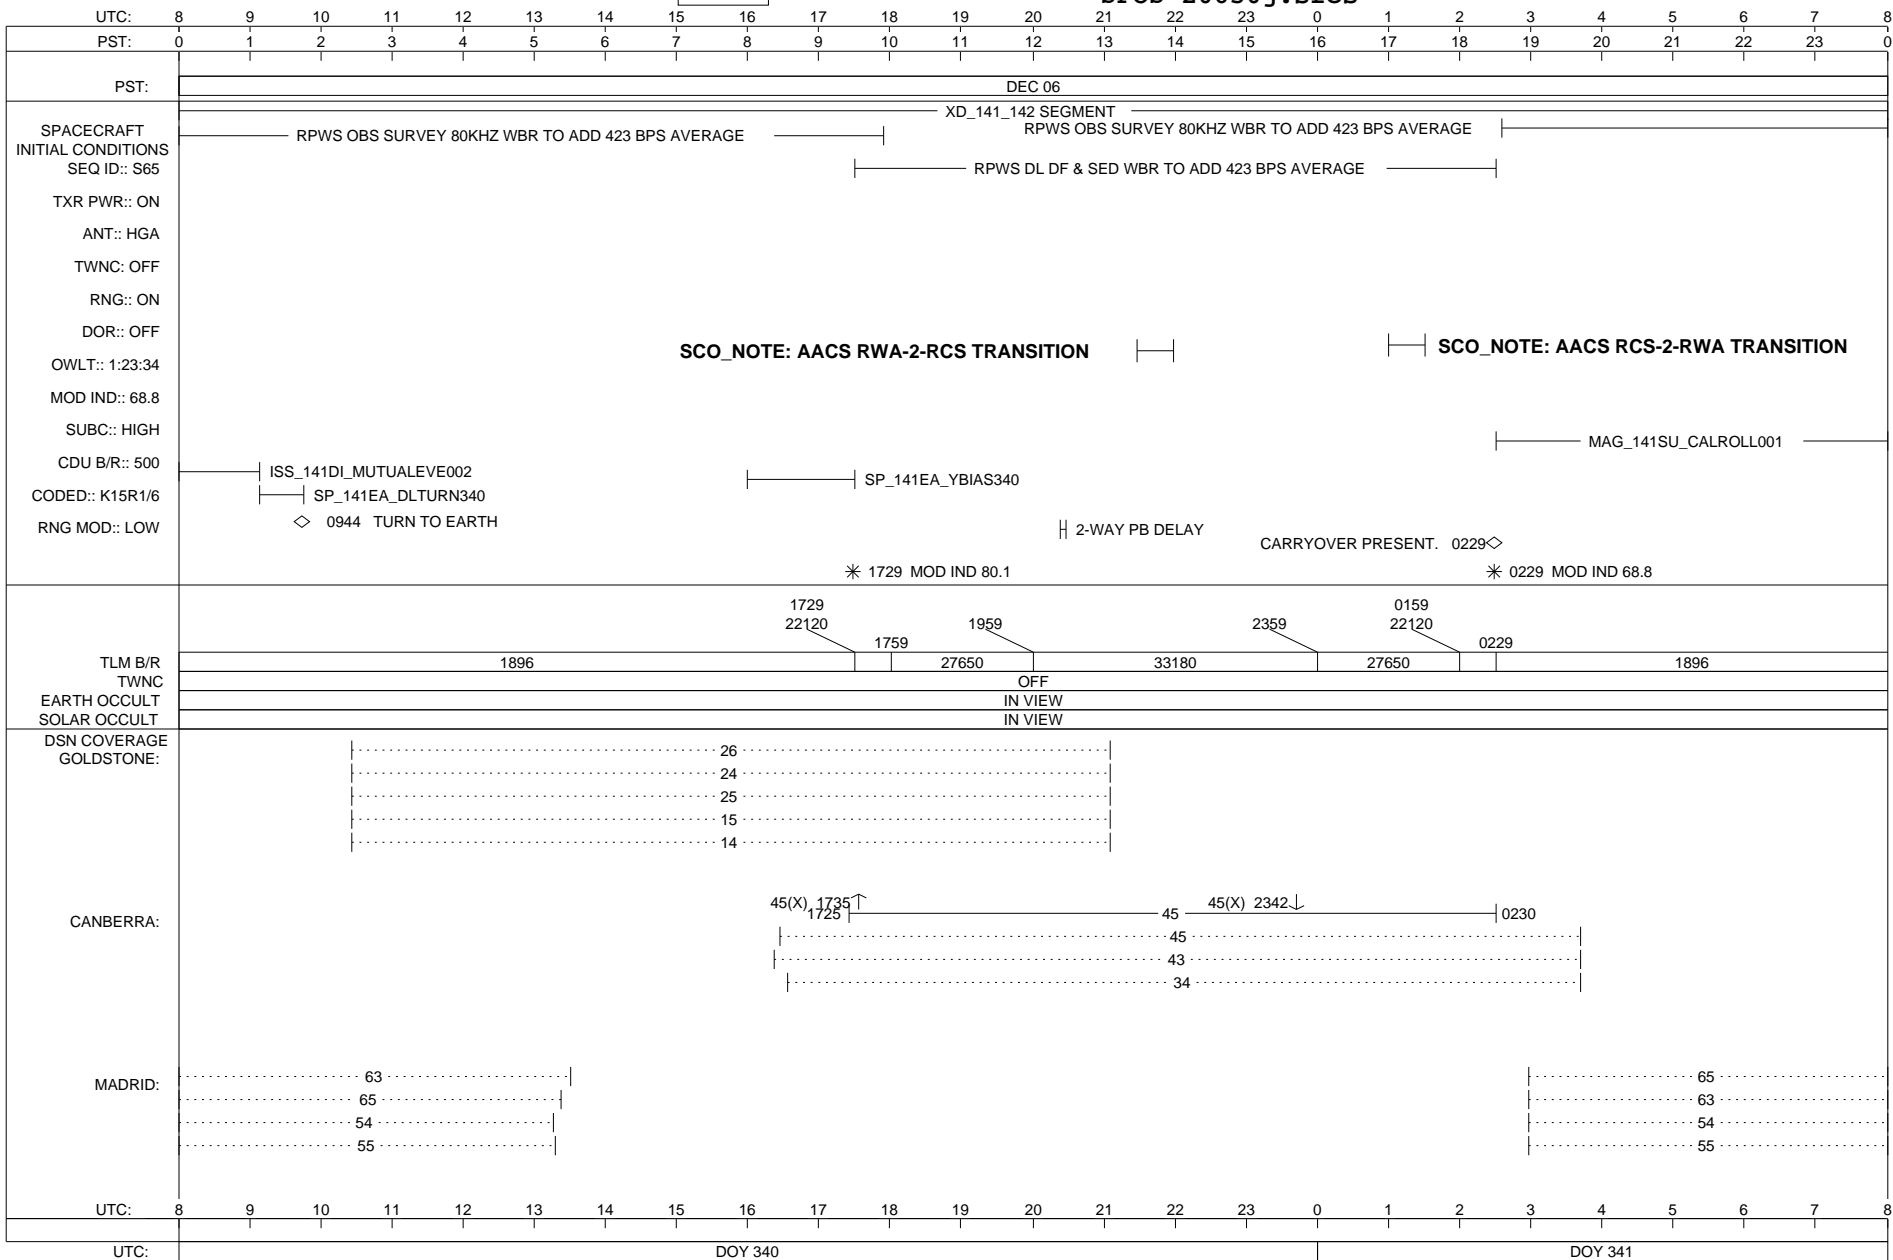 UTC: 8 9 10 11 12 13 14 15 16 17 18 19 20 21 22 23 0 1 2 3 4 5 6 7 8
PST: 0 1 2 3 4 5 6 7 8 9 10 11 12 13 14 15 16 17 18 19 20 21 22 23 0
PST: DEC 06
XD_141_142 SEGMENT
SPACECRAFT
INITIAL CONDITIONS
RPWS OBS SURVEY 80KHZ WBR TO ADD 423 BPS AVERAGE
RPWS OBS SURVEY 80KHZ WBR TO ADD 423 BPS AVERAGE
SEQ ID:: S65
RPWS DL DF & SED WBR TO ADD 423 BPS AVERAGE
TXR PWR:: ON
ANT:: HGA
TWNC: OFF
RNG:: ON
DOR:: OFF
SCO_NOTE: AACS RWA-2-RCS TRANSITION
SCO_NOTE: AACS RCS-2-RWA TRANSITION
OWLT:: 1:23:34
MOD IND:: 68.8
SUBC:: HIGH
MAG_141SU_CALROLL001
CDU B/R:: 500
ISS_141DI_MUTUALEVE002
SP_141EA_YBIAS340
CODED:: K15R1/6
SP_141EA_DLTURN340
0944 TURN TO EARTH
RNG MOD:: LOW
2-WAY PB DELAY
CARRYOVER PRESENT. 0229
1729 MOD IND 80.1
0229 MOD IND 68.8
1729 0159
22120 1959 2359 22120
1759 0229
TLM B/R 1896 27650 33180 27650 1896
TWNC OFF
EARTH OCCULT IN VIEW
SOLAR OCCULT IN VIEW
DSN COVERAGE
GOLDSTONE:
26
24
25
15
14
45(X) 1735 45(X) 2342
CANBERRA: 1725 45 0230
45
43
34
MADRID:
63 65
65 63
54 54
55 55
UTC: 8 9 10 11 12 13 14 15 16 17 18 19 20 21 22 23 0 1 2 3 4 5 6 7 8
UTC: DOY 340 DOY 341